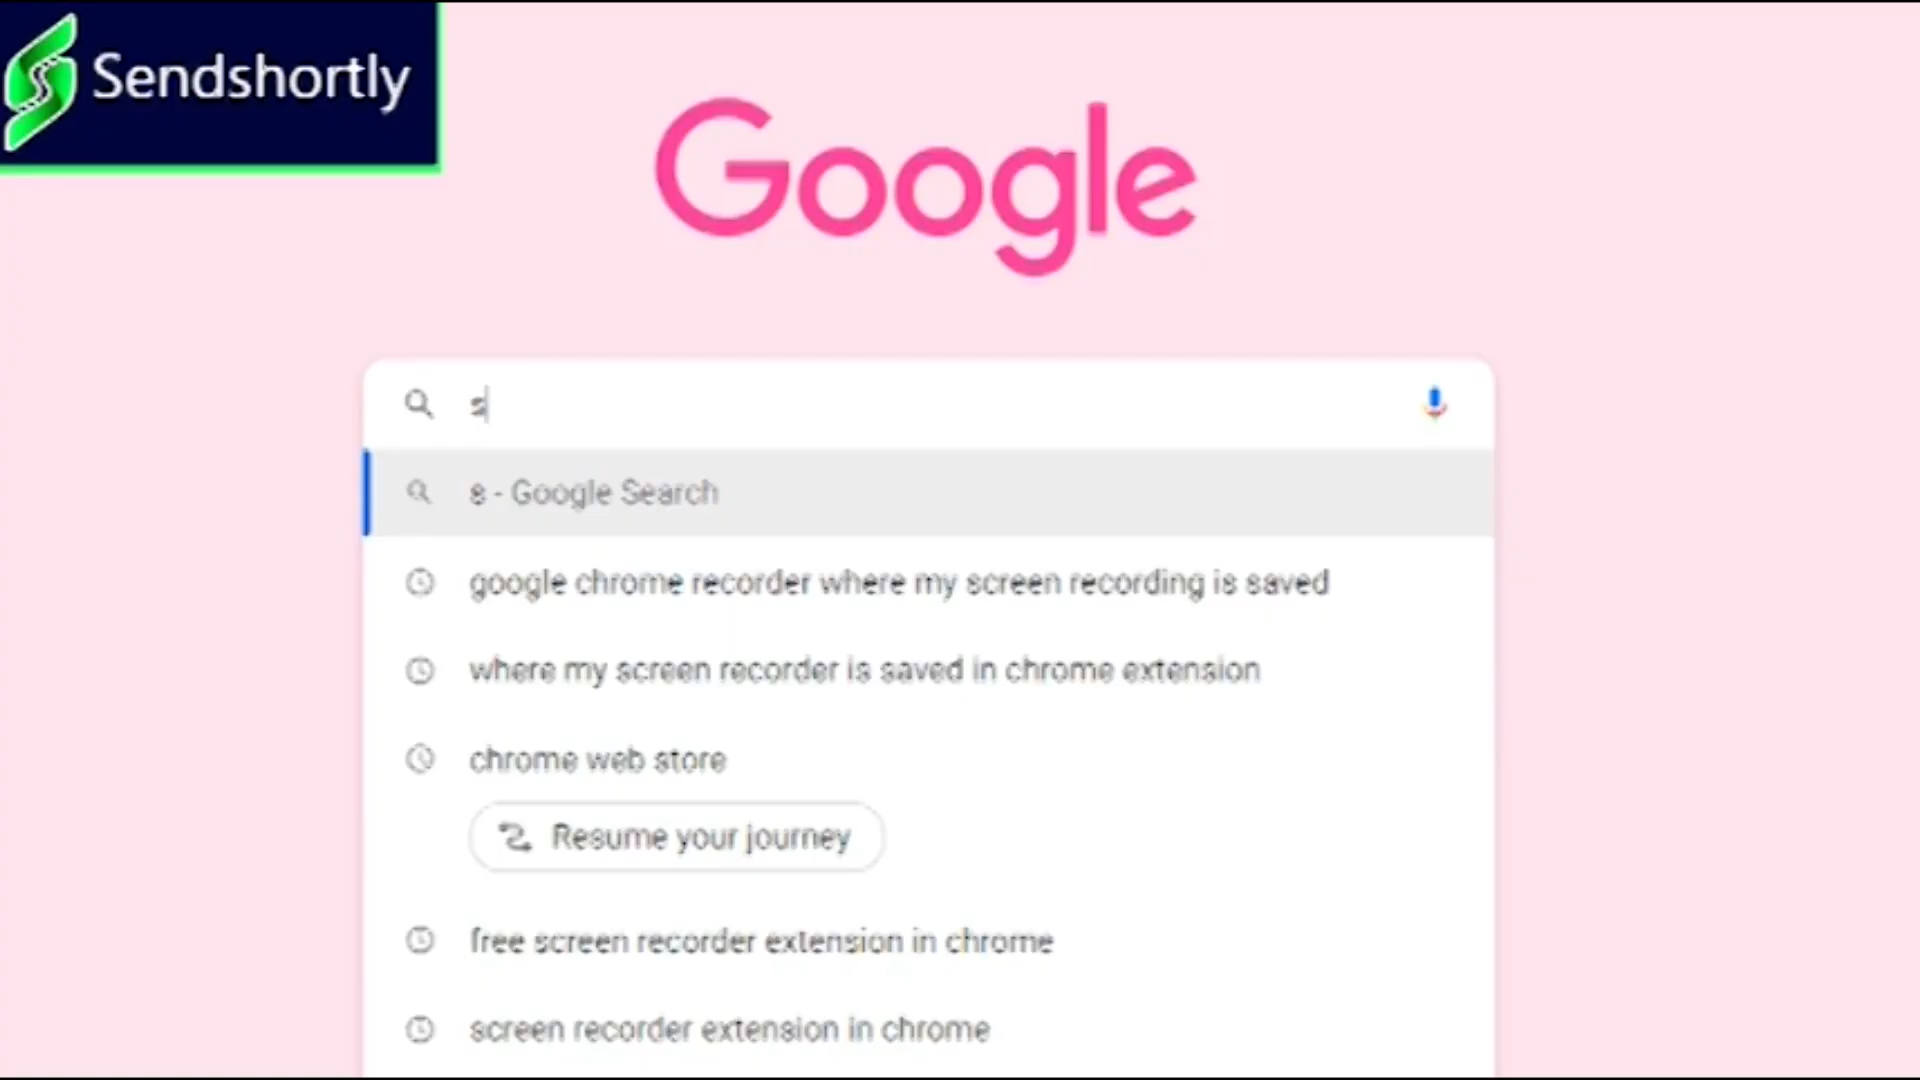 Sendshortly
Google
s
s - Google Search
google chrome recorder where my screen recording is saved
where my screen recorder is saved in chrome extension
chrome web store
Resume your journey
free screen recorder extension in chrome
screen recorder extension in chrome